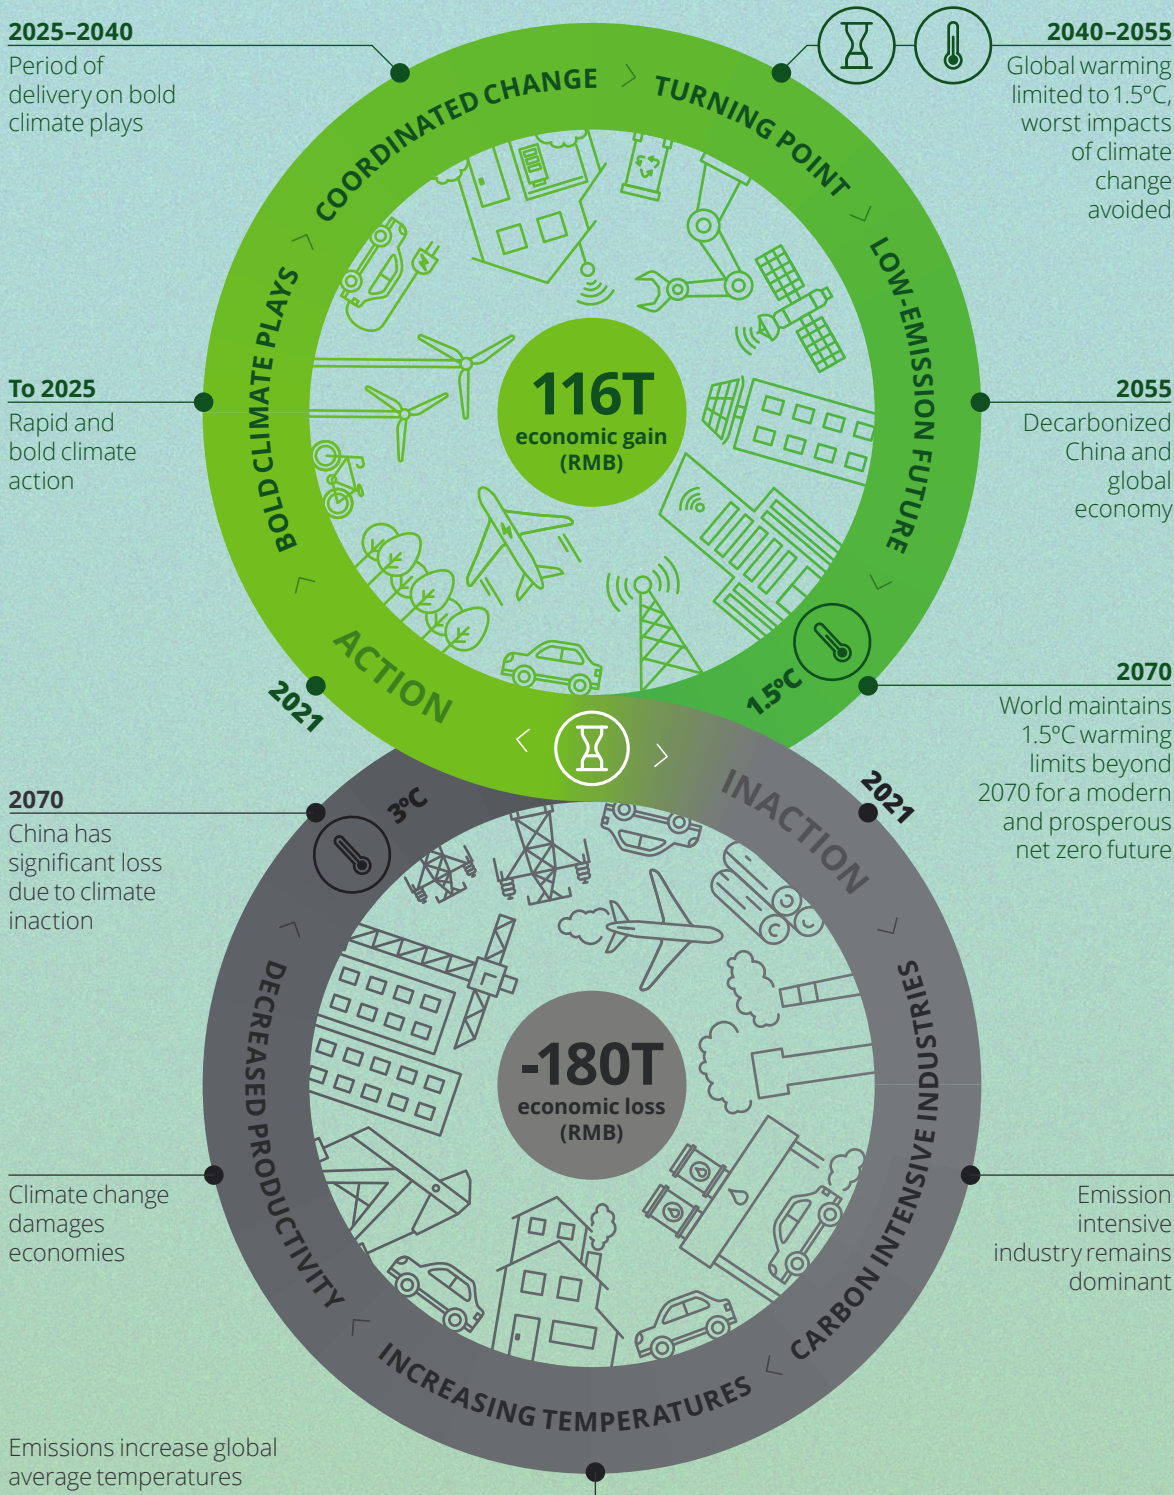 2025–2040
Period of
delivery on bold
climate plays
2040–2055
Global warming
limited to 1.5ºC,
worst impacts
of climate
change
avoided
COORDINATED CHANGE
TURNING POINT
BOLD CLIMATE PLAYS
LOW-EMISSION FUTURE
To 2025
Rapid and
bold climate
action
116T
economic gain
(RMB)
2055
Decarbonized
China and
global
economy
ACTION
2021
1.5ºC
2070
World maintains
1.5ºC warming
limits beyond
2070 for a modern
and prosperous
net zero future
2070
China has
significant loss
due to climate
inaction
3ºC
INACTION
2021
DECREASED PRODUCTIVITY
CARBON INTENSIVE INDUSTRIES
-180T
economic loss
(RMB)
Climate change
damages
economies
Emission
intensive
industry remains
dominant
INCREASING TEMPERATURES
Emissions increase global
average temperatures